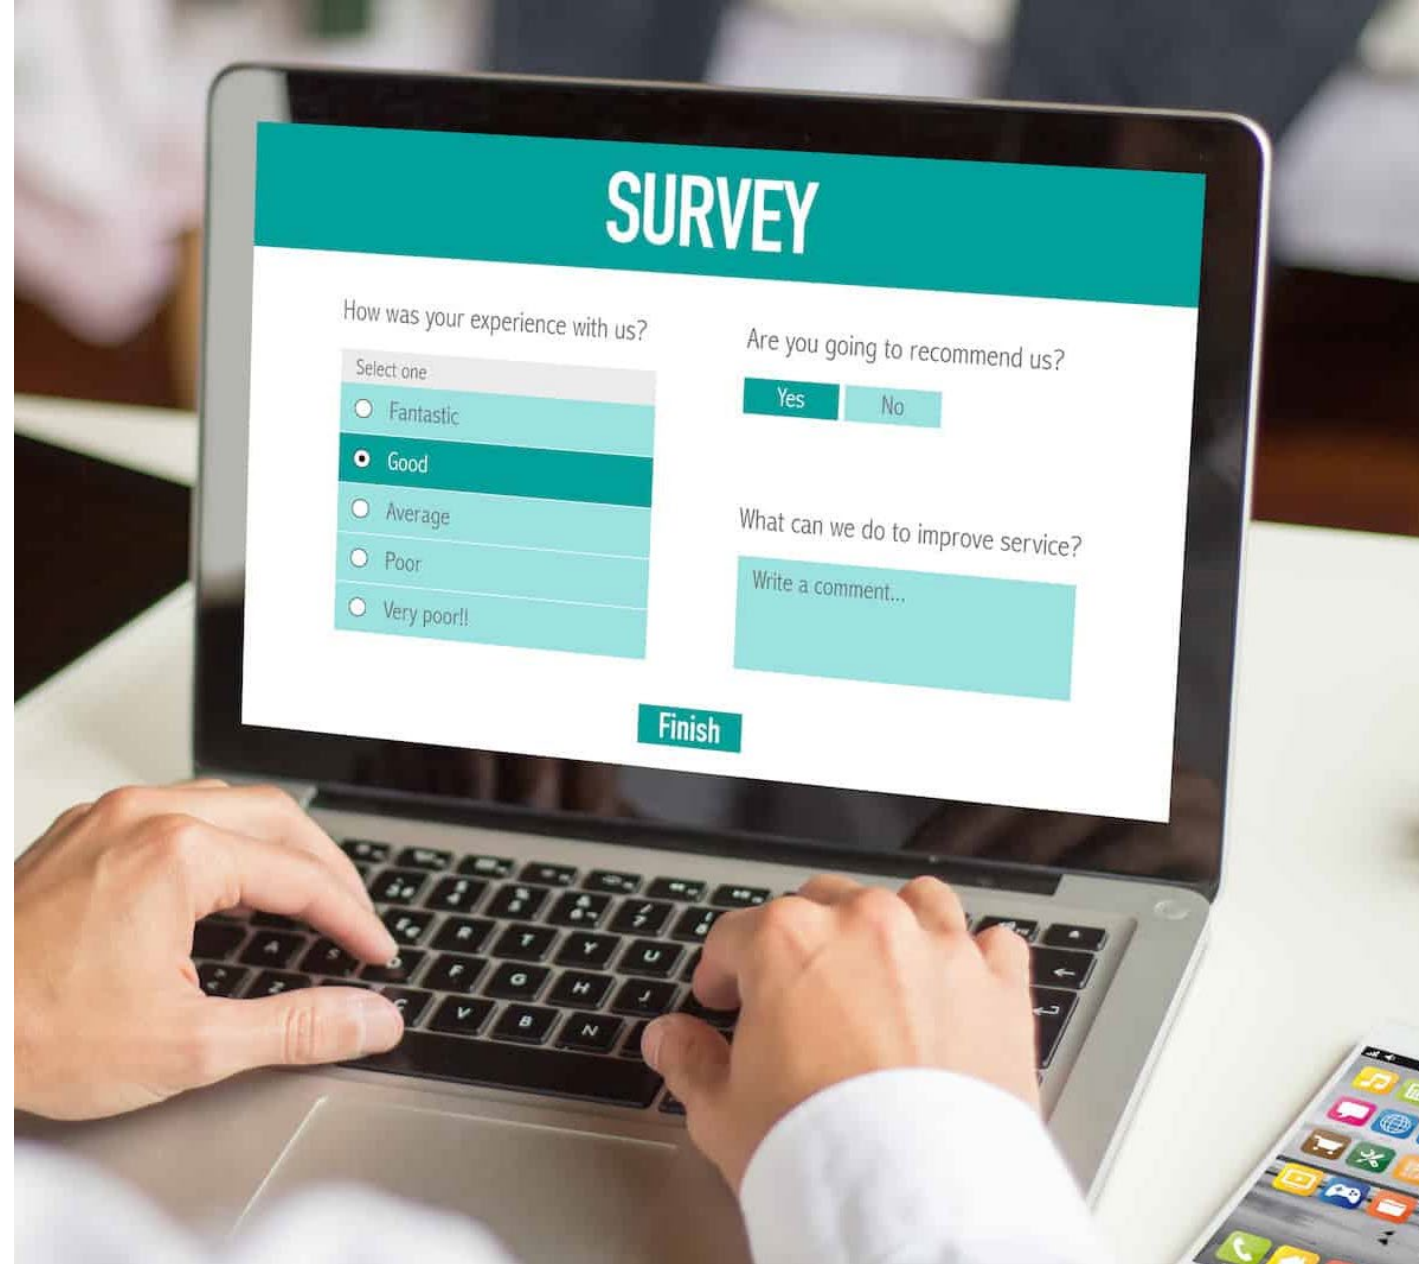 SURVEY
How was your experience with us?
Select one
Fantastic
Good
Average
Poor
Very poor!!
Are you going to recommend us?
Yes No
What can we do to improve service?
Write a comment...
Finish
R T Y U
A S D F G H J
Z C V B N